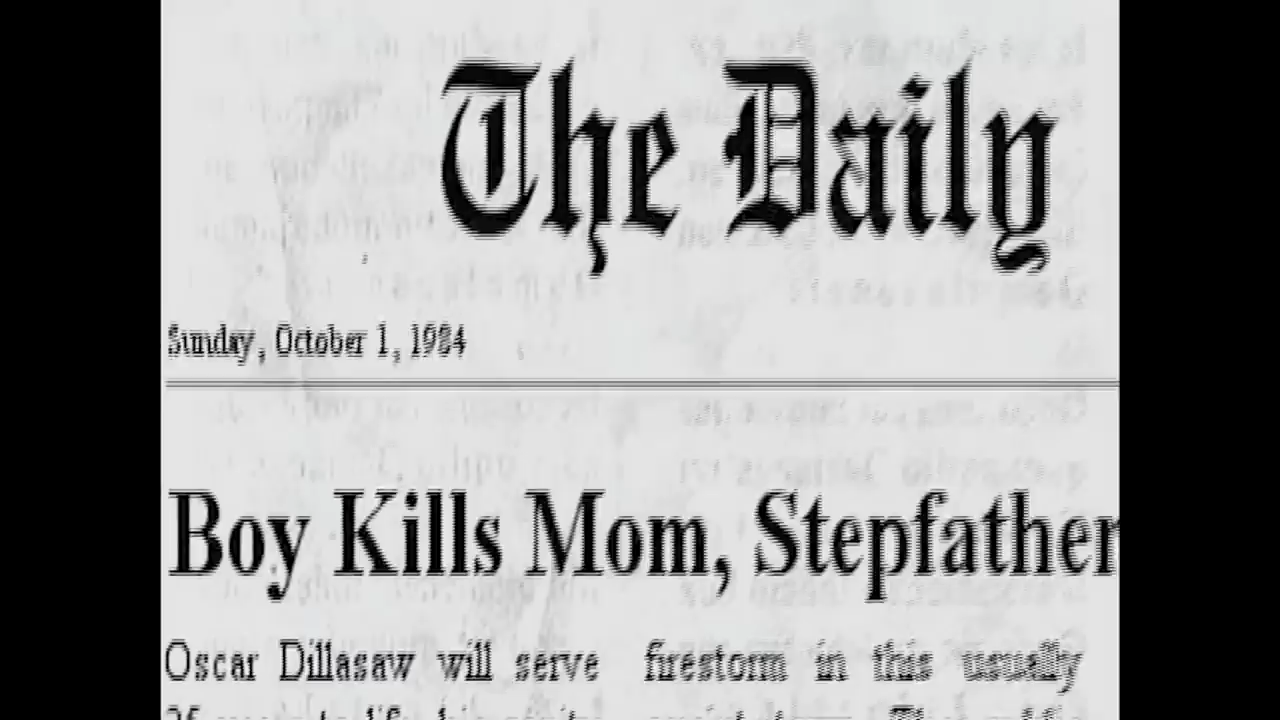 The Daily
Sunday, October 1, 1984
Boy Kills Mom, Stepfather
Oscar Dillasaw will serve
firestorm in this usually